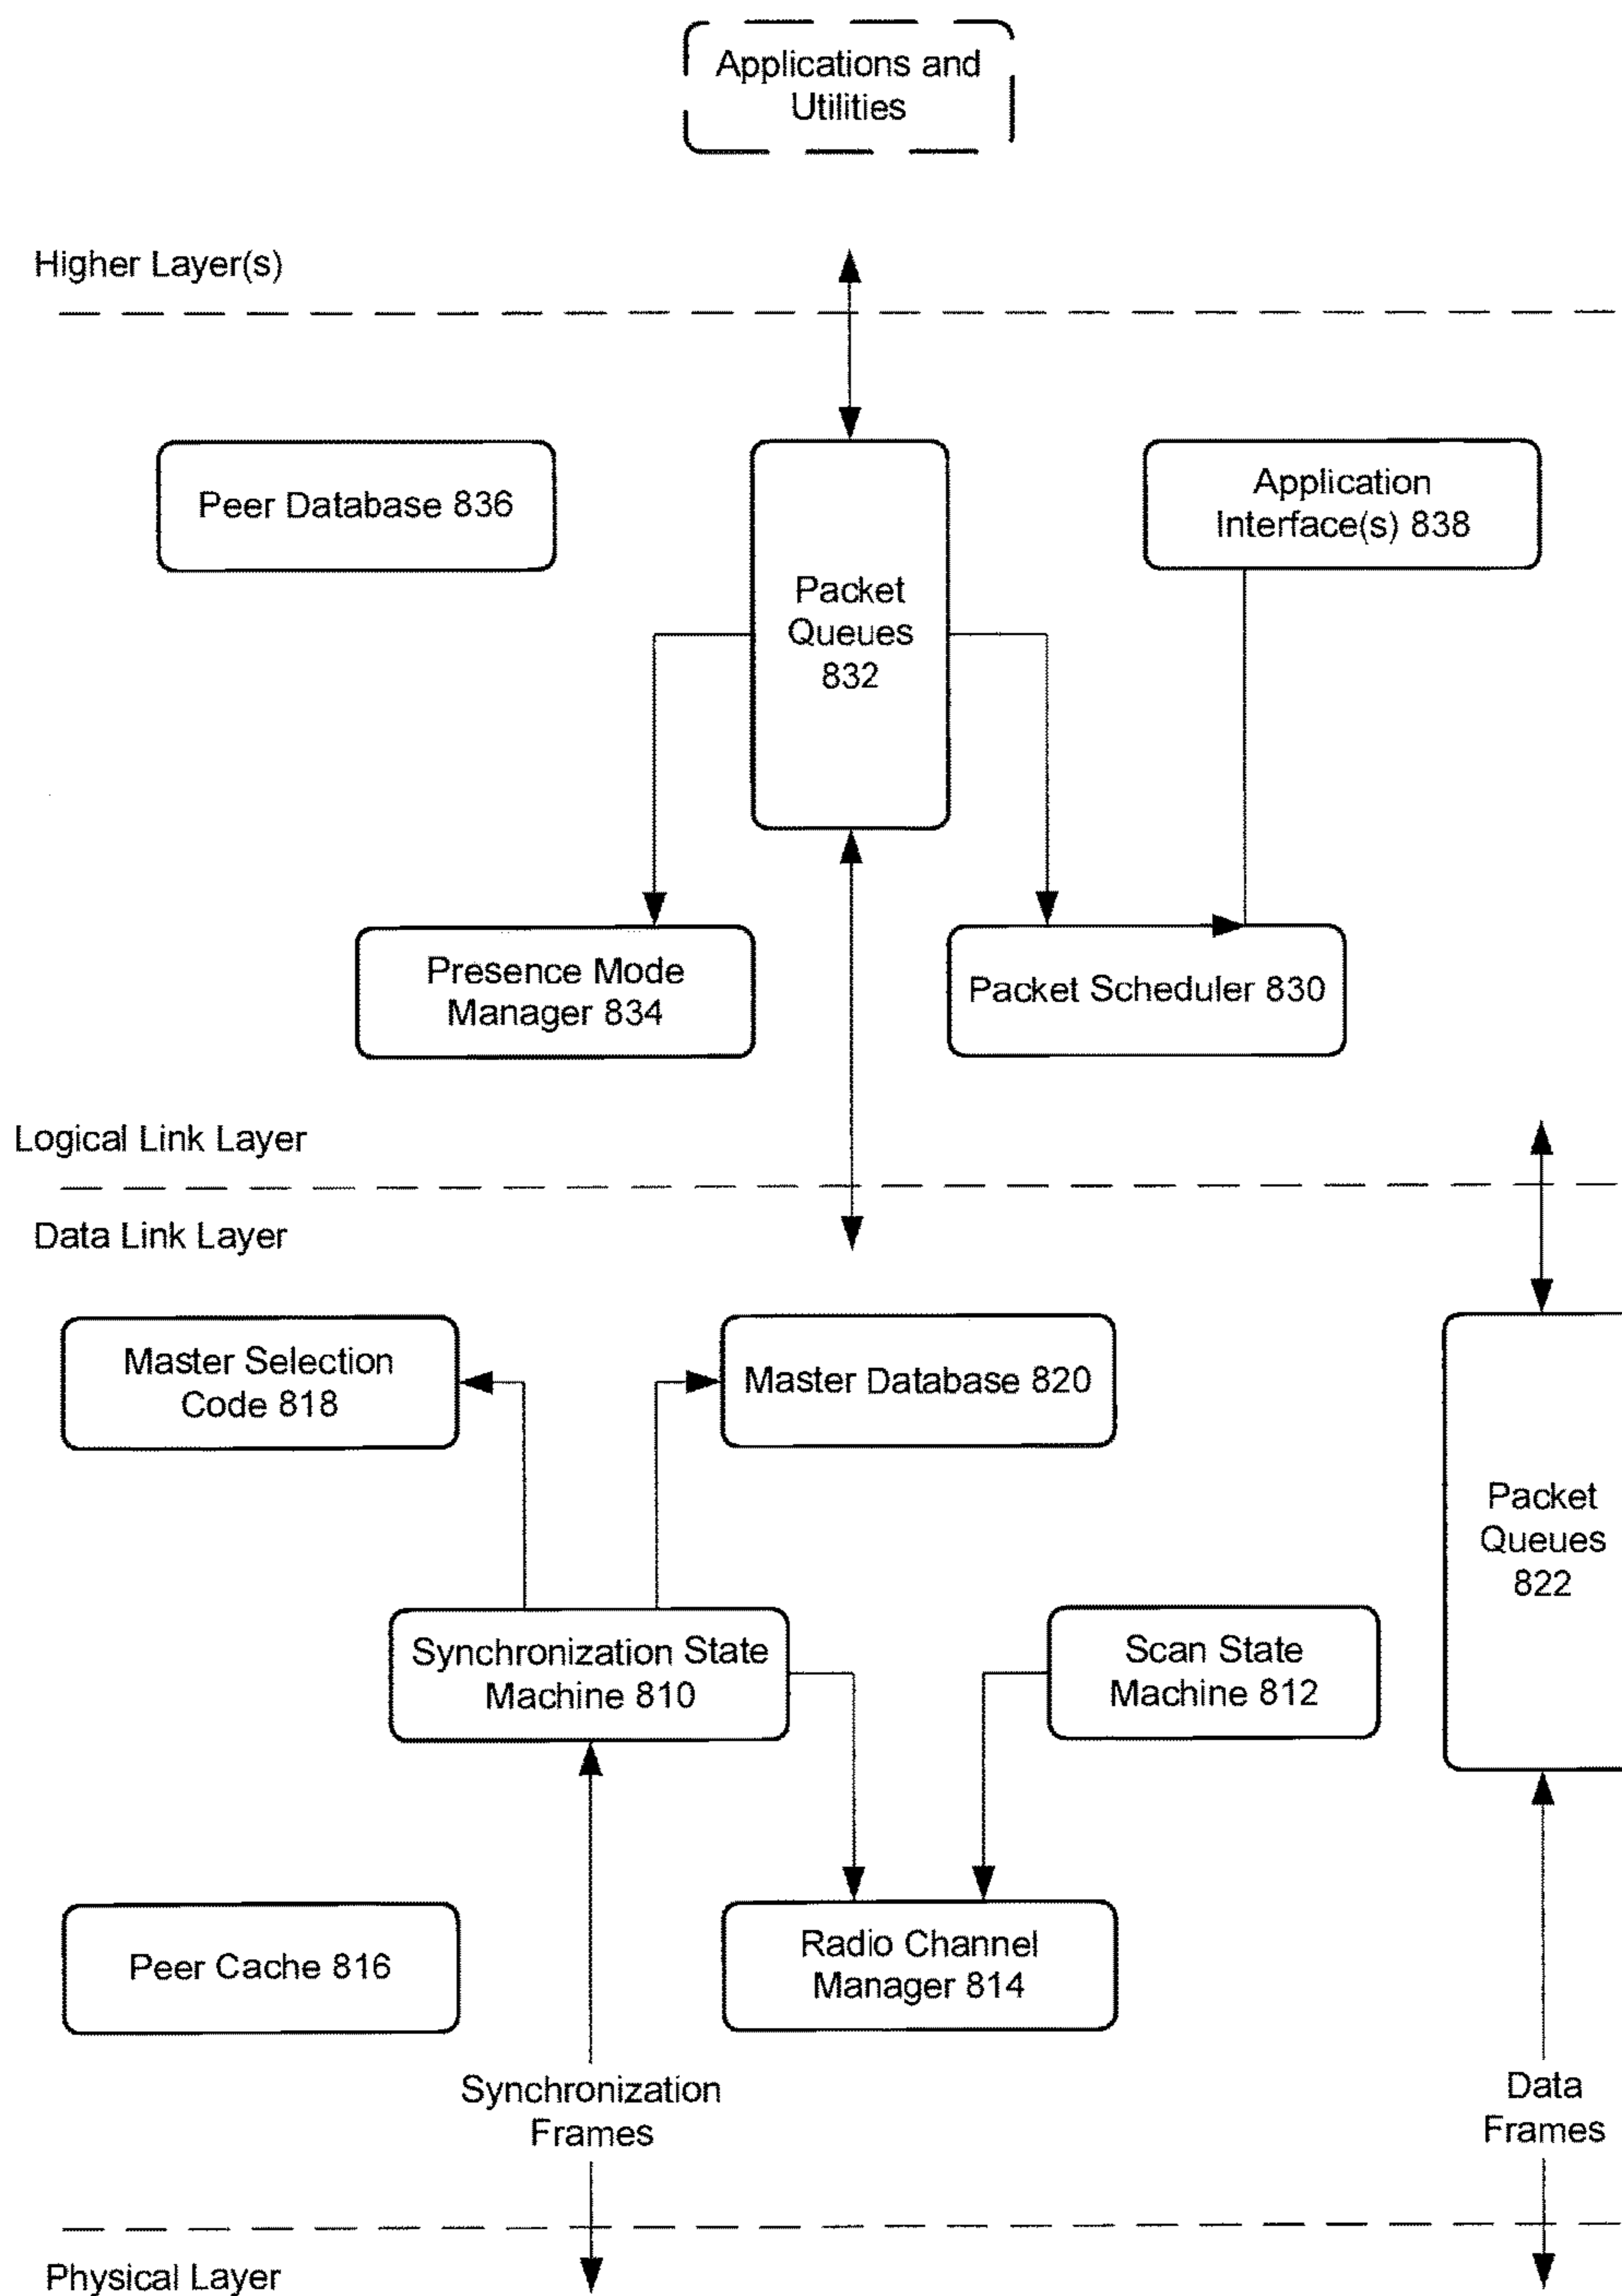 Applications and
Utilities
Higher Layer(s)
Peer Database 836
Packet
Queues
832
Application
Interface(s) 838
Presence Mode
Manager 834
Packet Scheduler 830
Logical Link Layer
Data Link Layer
Master Selection
Code 818
Master Database 820
Packet
Queues
822
Synchronization State
Machine 810
Scan State
Machine 812
Peer Cache 816
Radio Channel
Manager 814
Synchronization
Frames
Data
Frames
Physical Layer